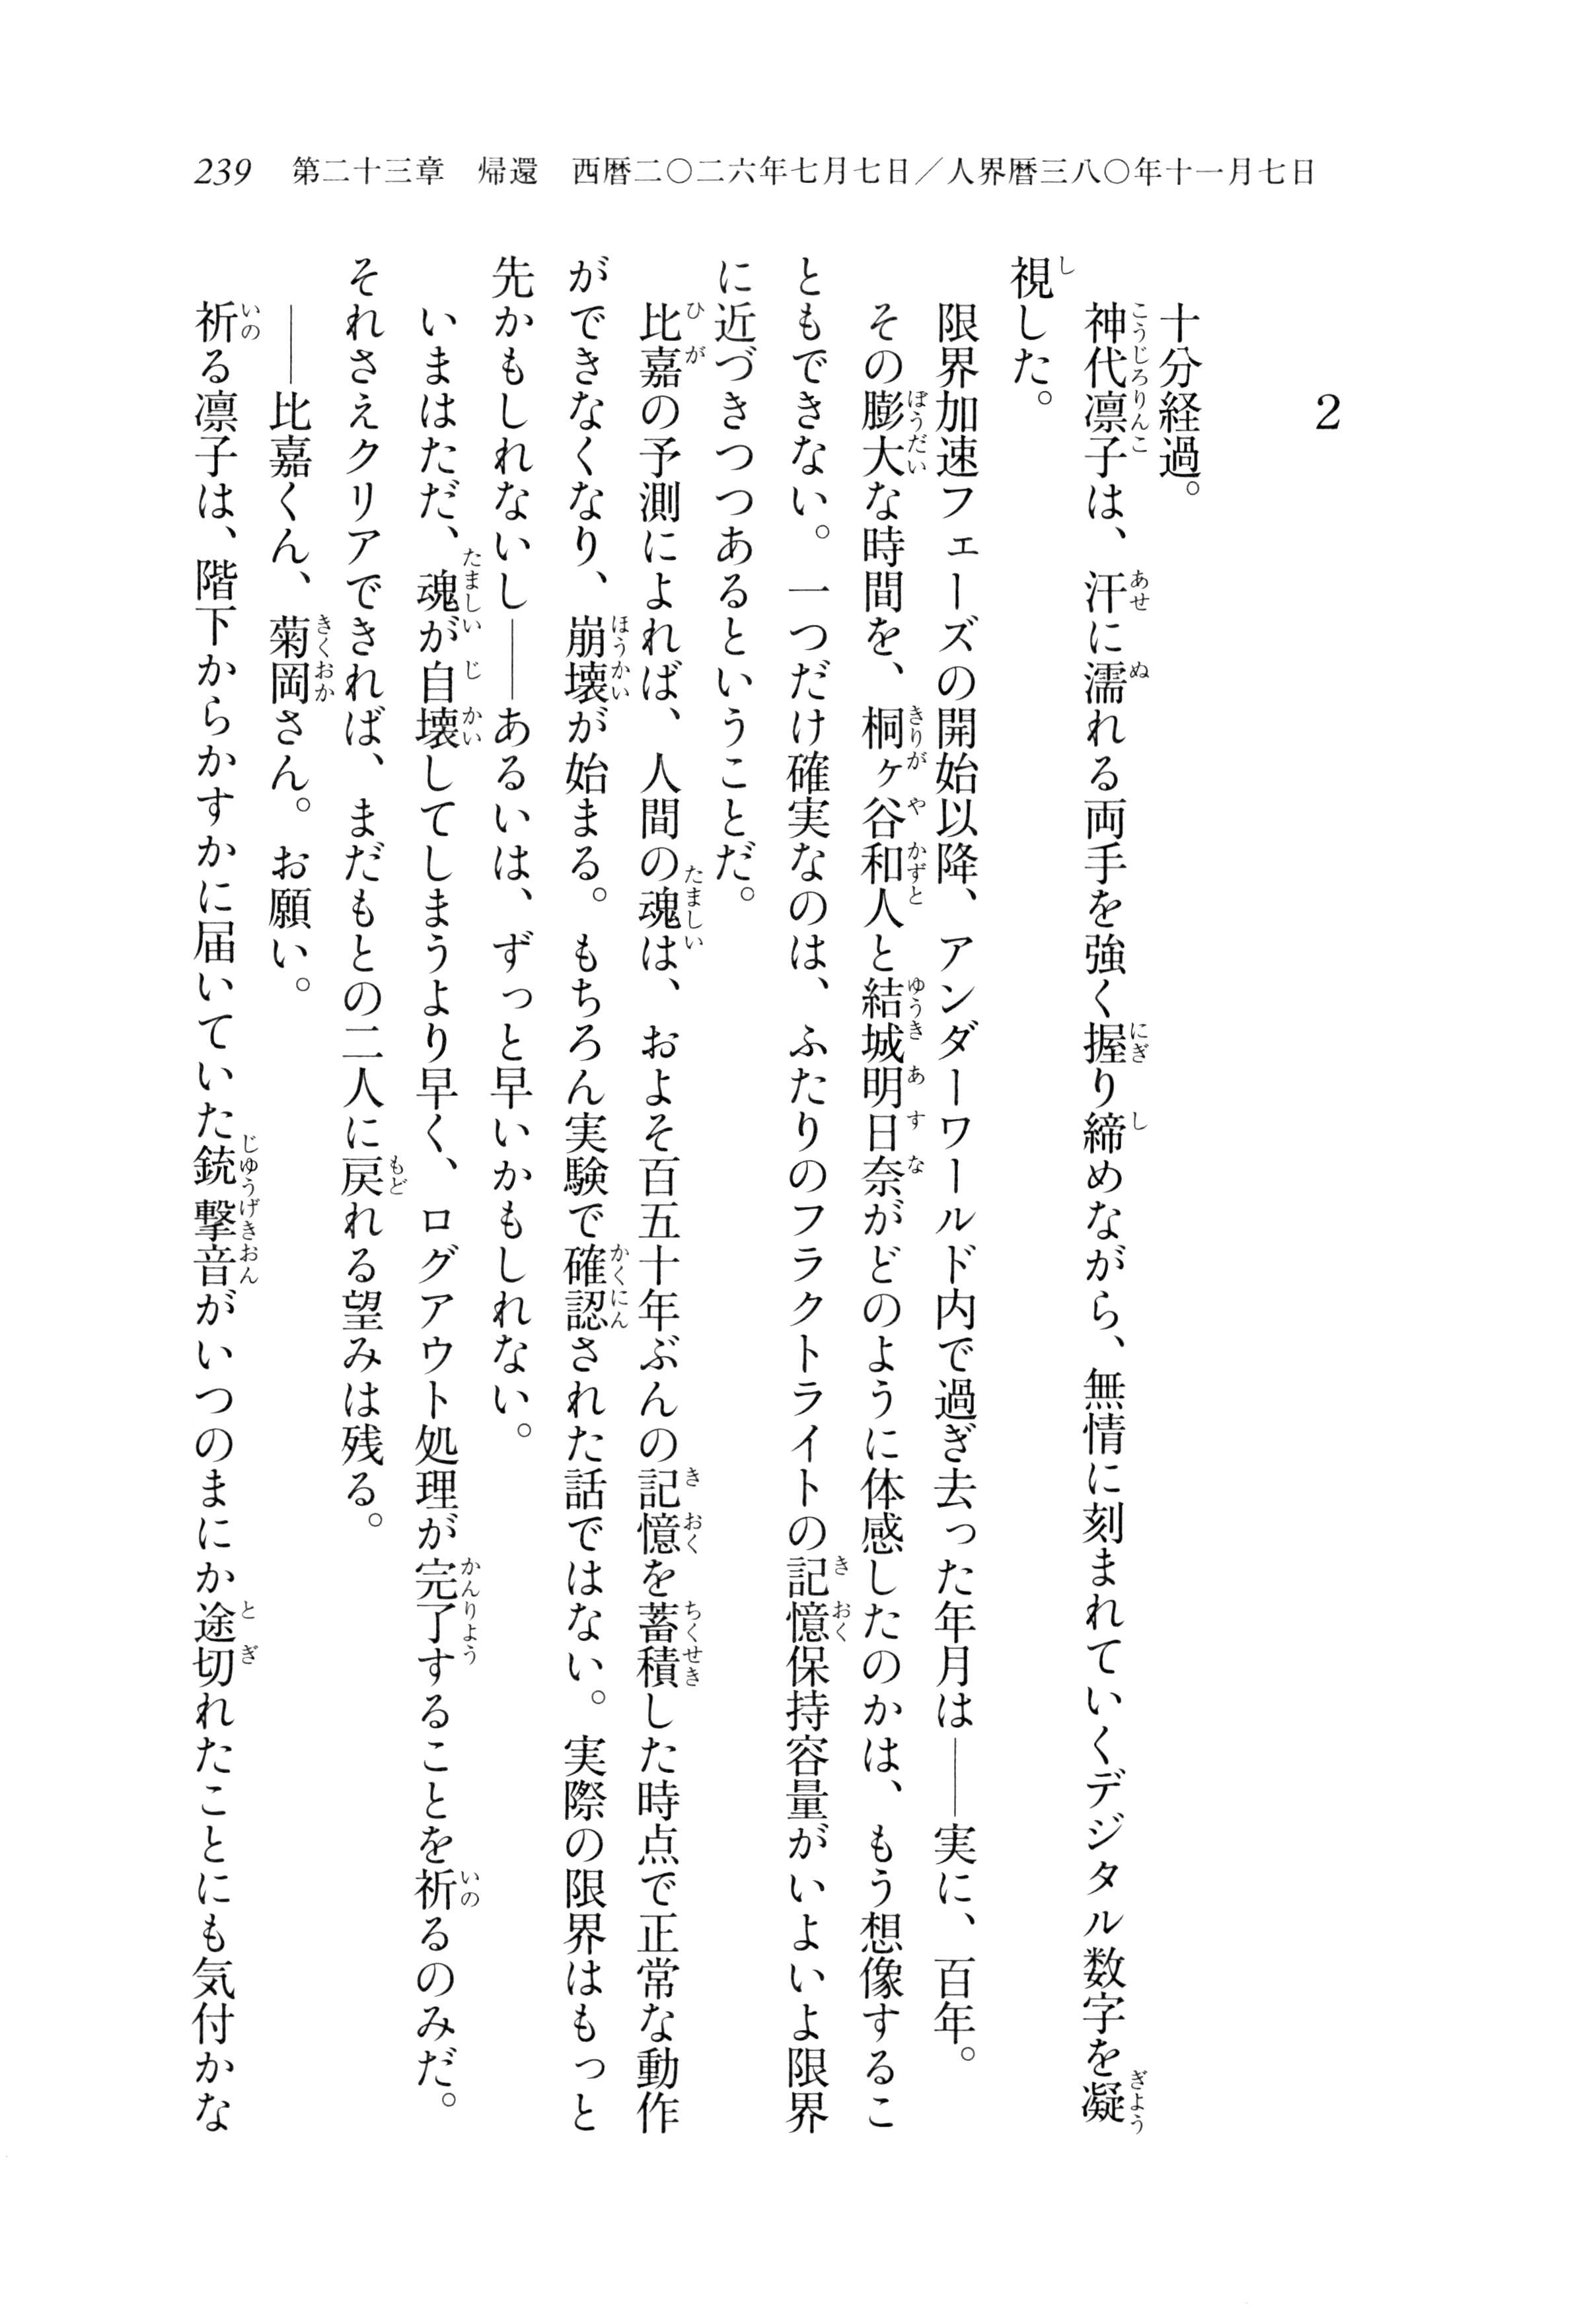 239　第二十三章　帰還　西暦二〇二六年七月七日／人界暦三八〇年十一月七日
2
十分経過。
神代凛子は、汗に濡れる両手を強く握り締めながら、無情に刻まれていくデジタル数字を凝
視した。
限界加速フェーズの開始以降、アンダーワールド内で過ぎ去った年月は――実に、百年。
その膨大な時間を、桐ヶ谷和人と結城明日奈がどのように体感したのかは、もう想像するこ
ともできない。一つだけ確実なのは、ふたりのフラクトライトの記憶保持容量がいよいよ限界
に近づきつつあるということだ。
比嘉の予測によれば、人間の魂は、およそ百五十年ぶんの記憶を蓄積した時点で正常な動作
ができなくなり、崩壊が始まる。もちろん実験で確認された話ではない。実際の限界はもっと
先かもしれないし――あるいは、ずっと早いかもしれない。
いまはただ、魂が自壊してしまうより早く、ログアウト処理が完了することを祈るのみだ。
それさえクリアできれば、まだもとの二人に戻れる望みは残る。
――比嘉くん、菊岡さん。お願い。
祈る凛子は、階下からかすかに届いていた銃撃音がいつのまにか途切れたことにも気付かな